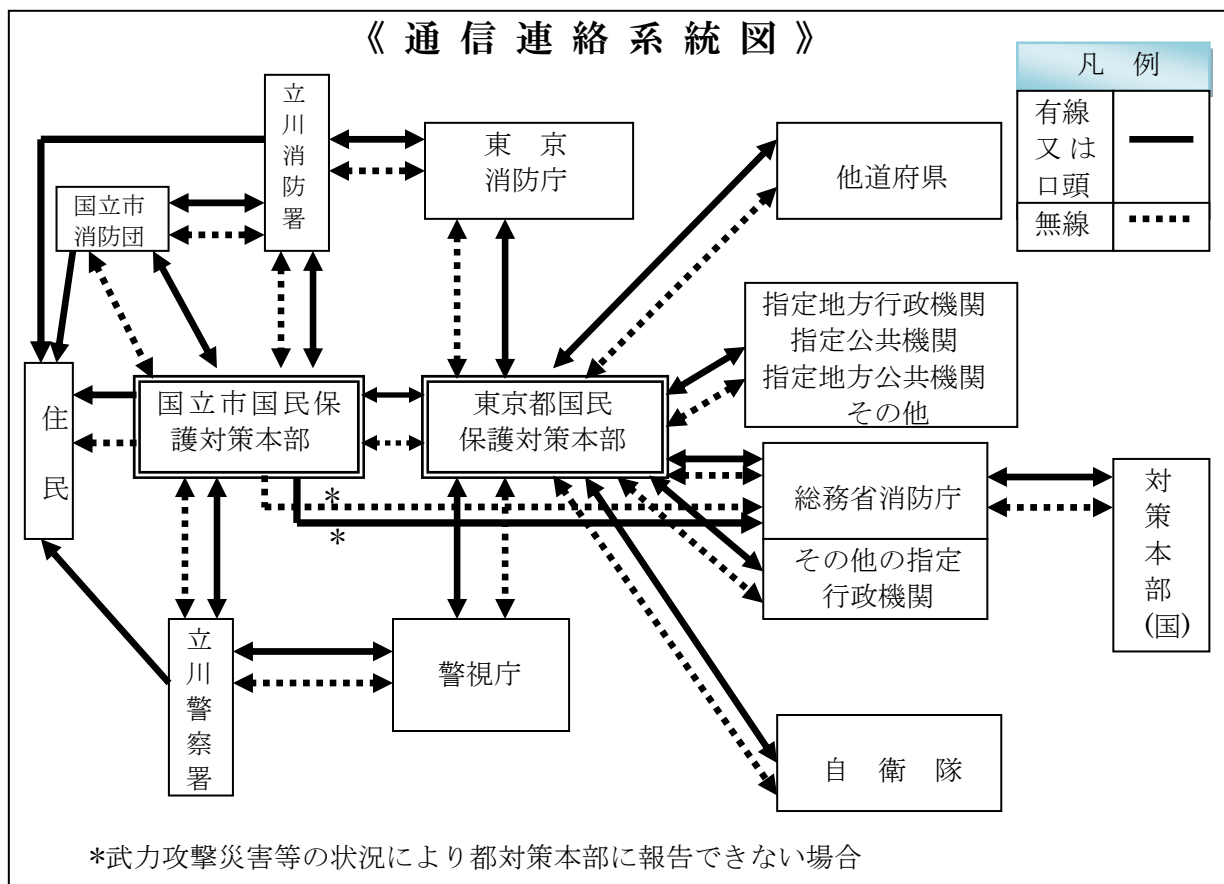 《通信連絡系統図》
凡 例
有線
又は
口頭
無線
立川消防署
東 京
消防庁
他道府県
国立市
消防団
指定地方行政機関
指定公共機関
指定地方公共機関
その他
住民
国立市国民保
護対策本部
東京都国民
保護対策本部
*
*
総務省消防庁
その他の指定
行政機関
対策本部(国)
立川警察署
警視庁
自 衛 隊
*武力攻撃災害等の状況により都対策本部に報告できない場合